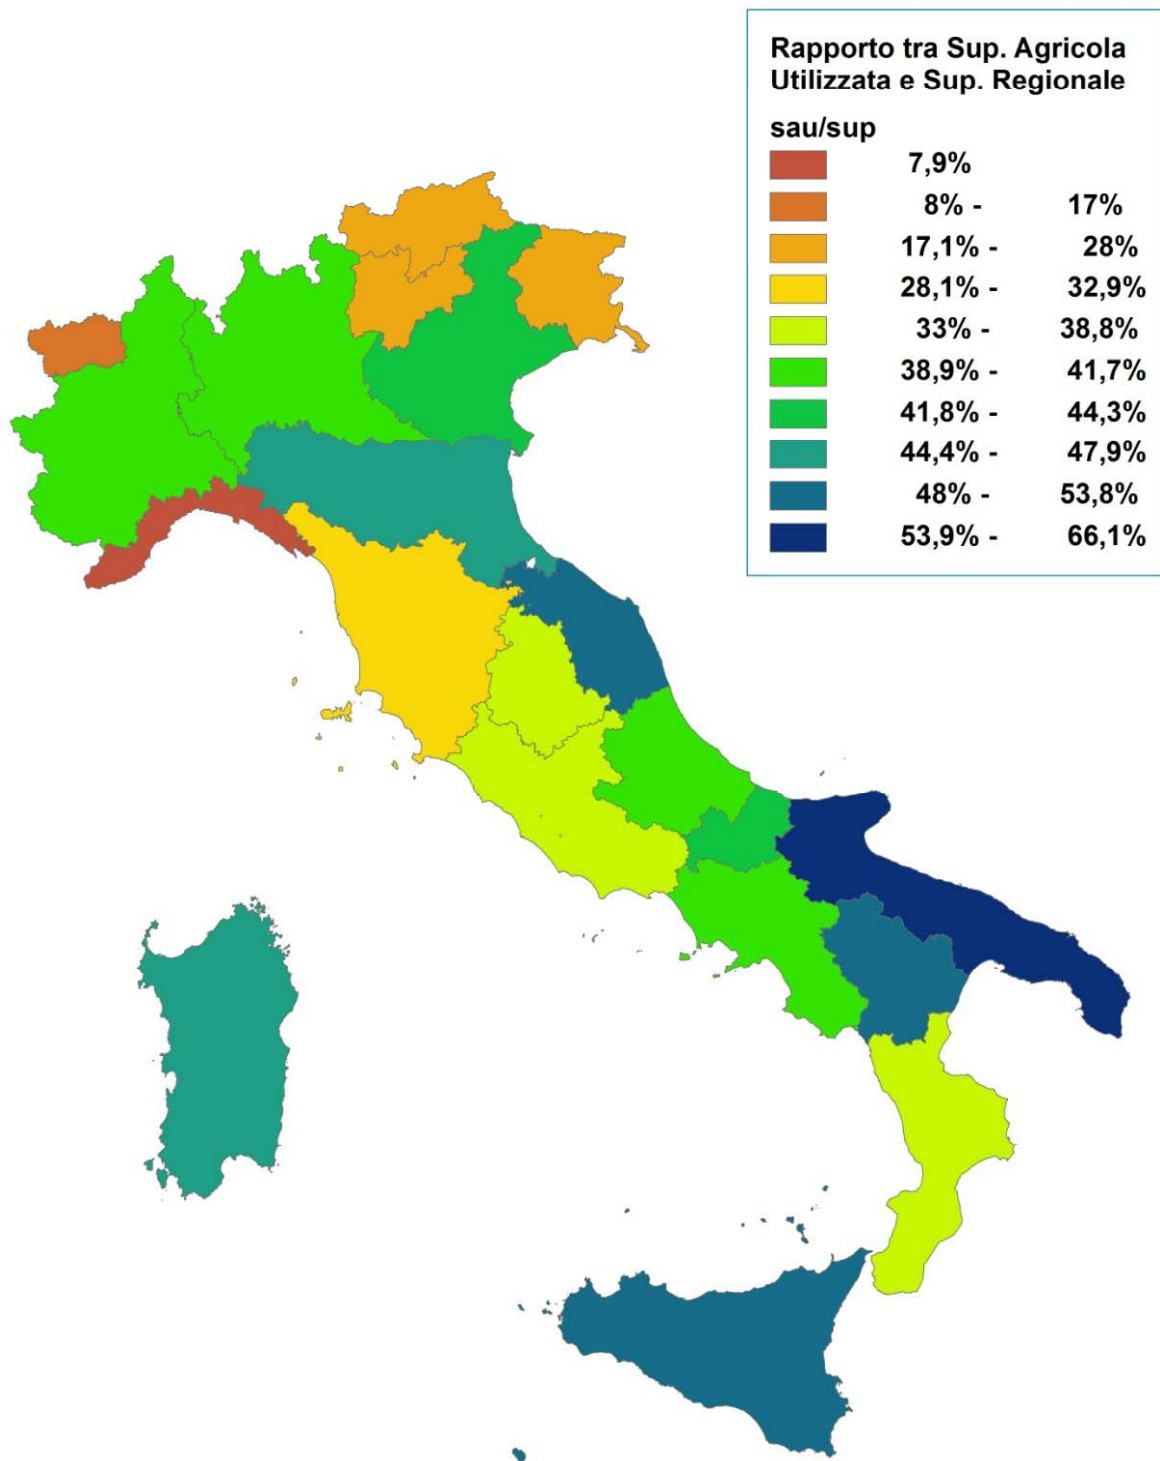 Rapporto tra Sup. Agricola
Utilizzata e Sup. Regionale
sau/sup
7,9%
8% - 17%
17,1% - 28%
28,1% - 32,9%
33% - 38,8%
38,9% - 41,7%
41,8% - 44,3%
44,4% - 47,9%
48% - 53,8%
53,9% - 66,1%